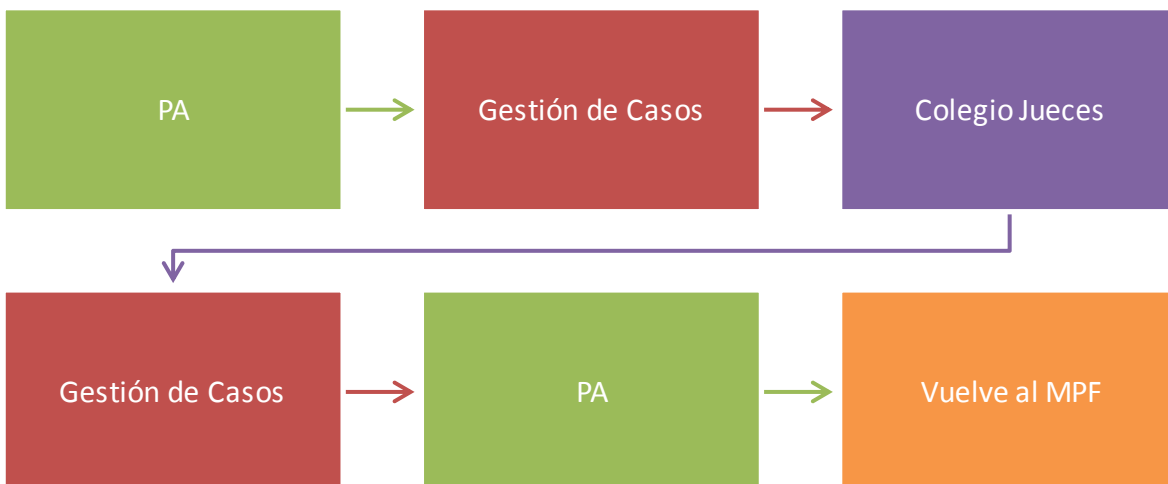 PA
Gestión de Casos
Colegio Jueces
Gestión de Casos
PA
Vuelve al MPF